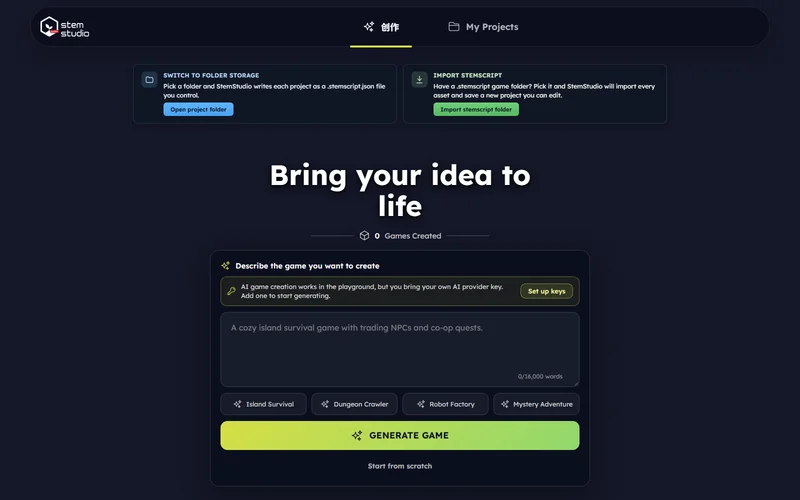 stem
studio
创作
My Projects
SWITCH TO FOLDER STORAGE
Pick a folder and StemStudio writes each project as a .stemscript.json file
you control.
Open project folder
IMPORT STEMSCRIPT
Have a .stemscript game folder? Pick it and StemStudio will import every
asset and save a new project you can edit.
Import stemscript folder
Bring your idea to
life
0 Games Created
Describe the game you want to create
AI game creation works in the playground, but you bring your own AI provider key.
Add one to start generating.
Set up keys
A cozy island survival game with trading NPCs and co-op quests.
0/16,000 words
Island Survival
Dungeon Crawler
Robot Factory
Mystery Adventure
GENERATE GAME
Start from scratch